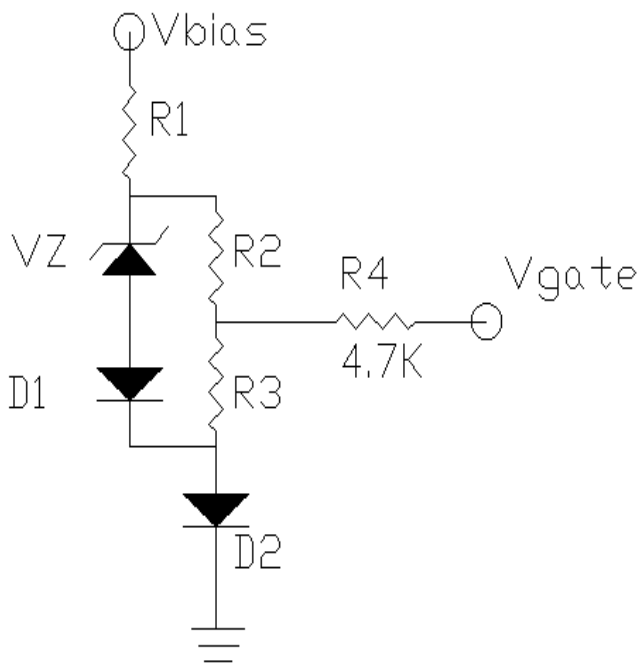 Vbias
R1
VZ
R2
R4
Vgate
4.7K
D1
R3
D2